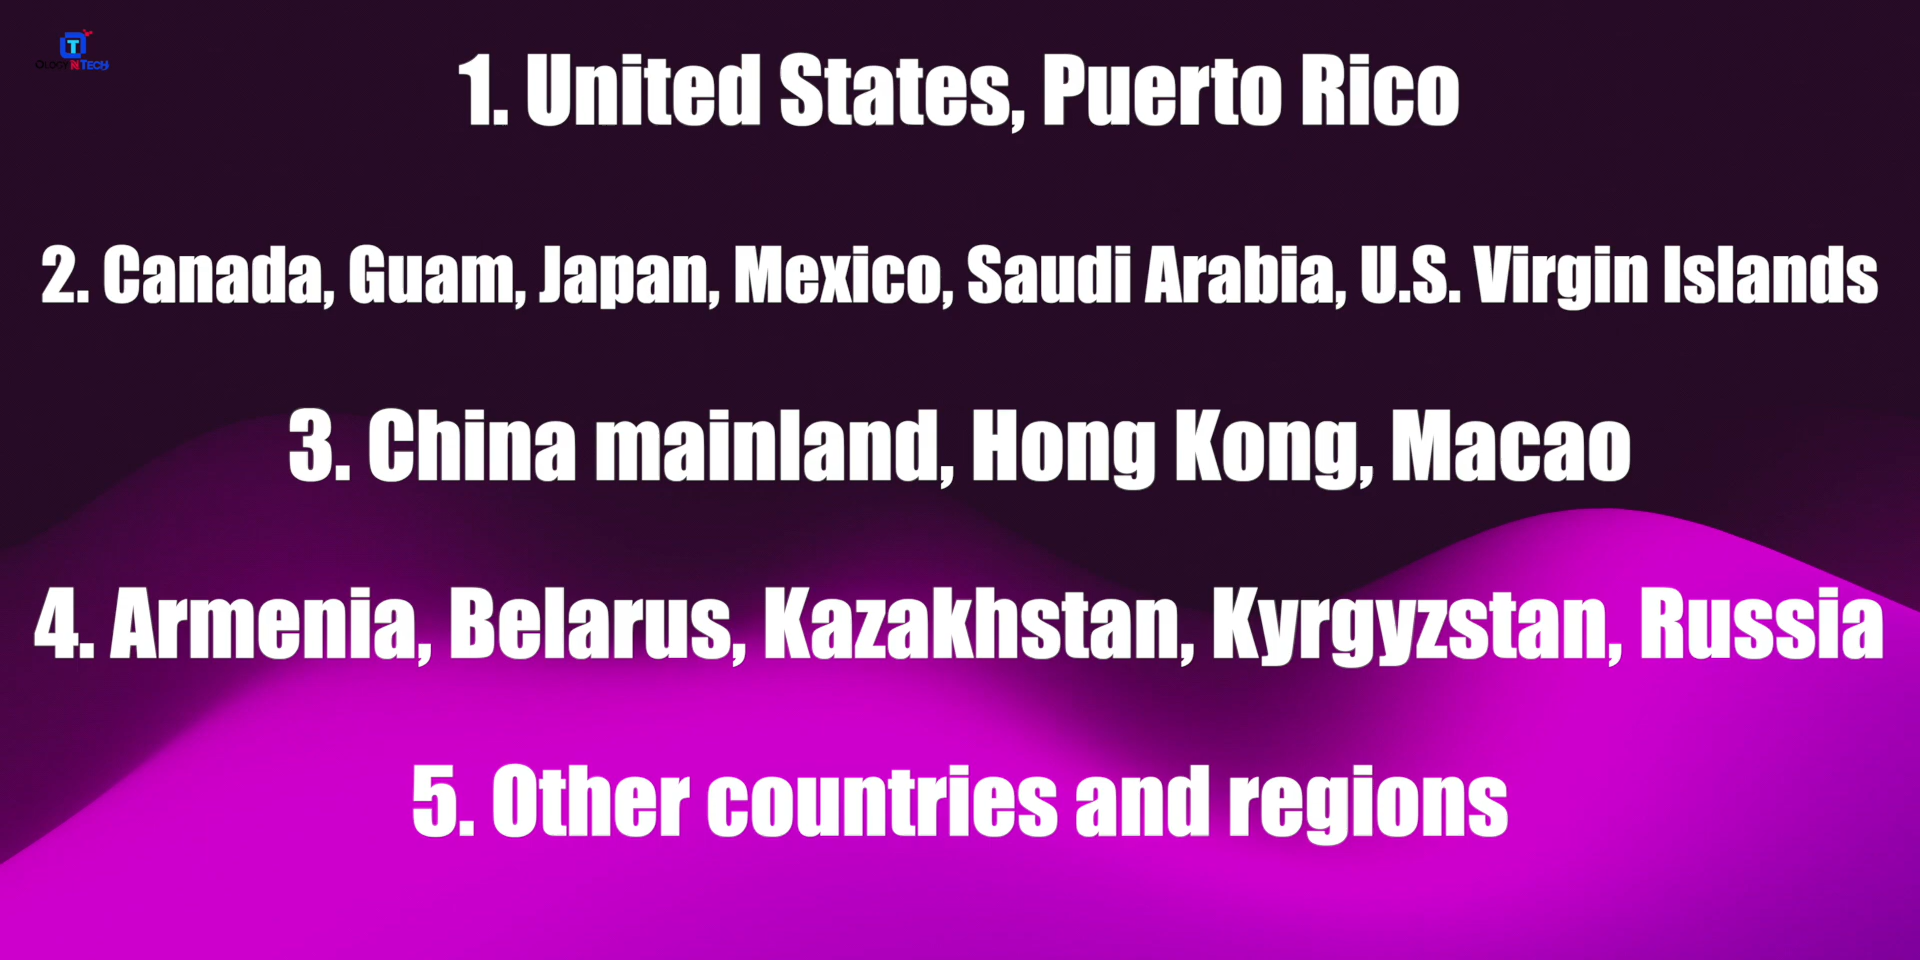 1. United States, Puerto Rico
2. Canada, Guam, Japan, Mexico, Saudi Arabia, U.S. Virgin Islands
3. China mainland, Hong Kong, Macao
4. Armenia, Belarus, Kazakhstan, Kyrgyzstan, Russia
5. Other countries and regions